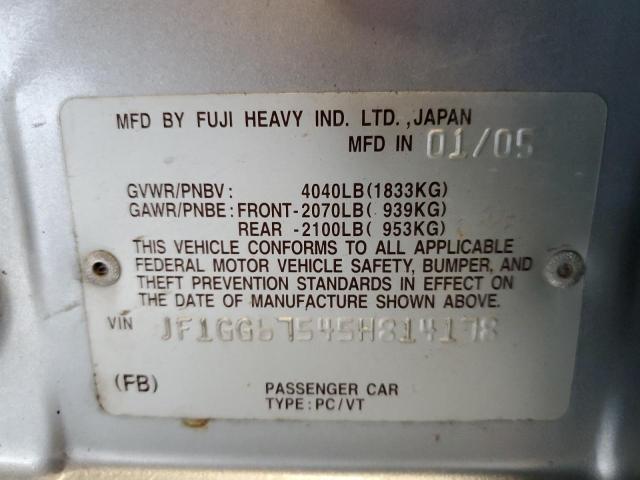 MFD BY FUJI HEAVY IND. LTD.,JAPAN
MFD IN 01/05
GVWR/PNBV: 4040LB(1833KG)
GAWR/PNBE:FRONT-2070LB( 939KG)
REAR -2100LB( 953KG)
THIS VEHICLE CONFORMS TO ALL APPLICABLE
FEDERAL MOTOR VEHICLE SAFETY, BUMPER, AND
THEFT PREVENTION STANDARDS IN EFFECT ON
THE DATE OF MANUFACTURE SHOWN ABOVE.
VIN
(FB) PASSENGER CAR
TYPE:PC/VT